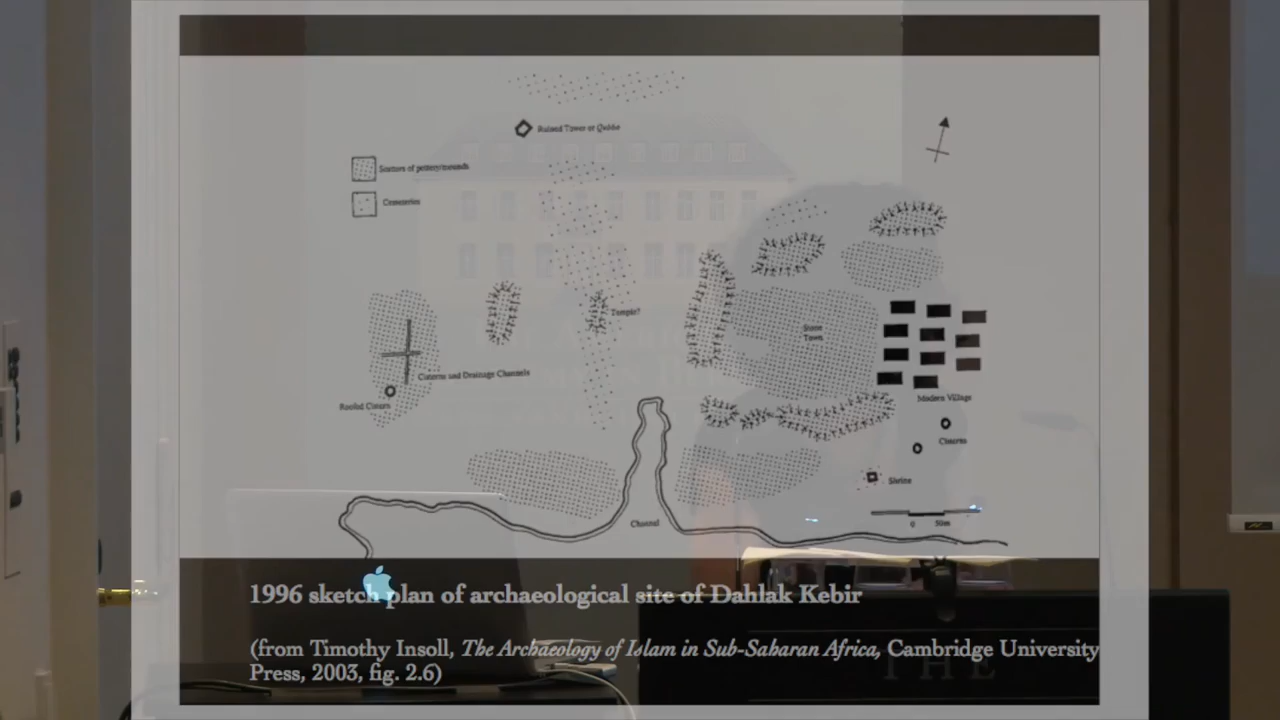 Ruined Tower or Qubba
Scatters of pottery/mounds
Cemeteries
Temple?
Stone
Town
Cistern and Drainage Channels
Roofed Cistern
Modern Village
Cisterns
Shrine
Channel
0 50m
1996 sketch plan of archaeological site of Dahlak Kebir
(from Timothy Insoll, The Archaeology of Islam in Sub-Saharan Africa, Cambridge University
Press, 2003, fig. 2.6)
THE